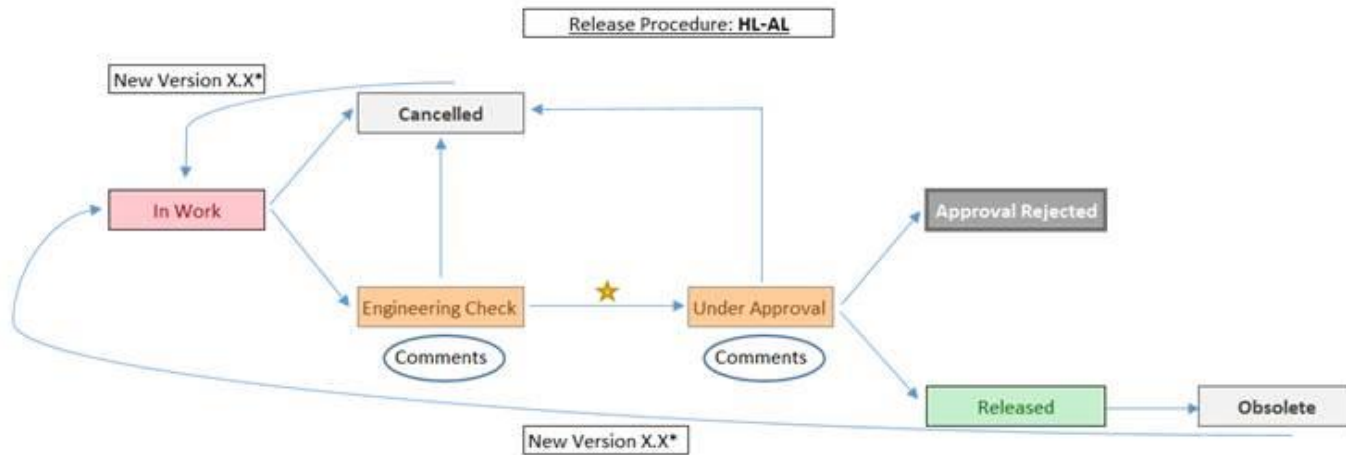 Release Procedure: HL-AL
New Version X.X*
Cancelled
In Work
Approval Rejected
Engineering Check
Under Approval
Comments
Comments
Released
Obsolete
New Version X.X*